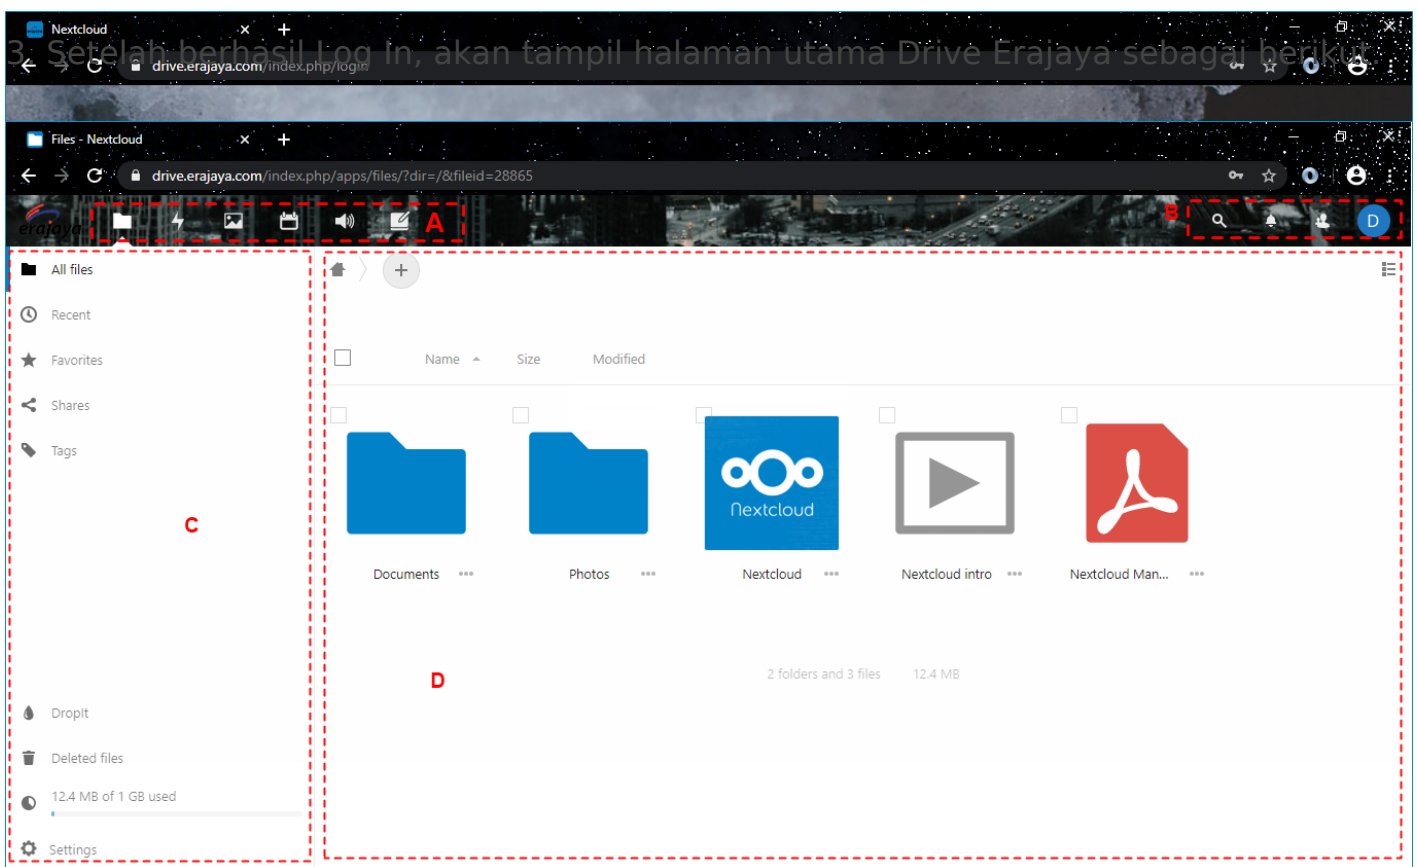 Nextcloud
3. Setelah berhasil Log In, akan tampil halaman utama Drive Erajaya sebagai berikut.
drive.erajaya.com/index.php/login
Files - Nextcloud
drive.erajaya.com/index.php/apps/files/?dir=/&fileid=28865
erajaya
A
B
D
All files
Recent
Favorites
Shares
Tags
C
DropIt
Deleted files
12.4 MB of 1 GB used
Settings
Name Size Modified
Nextcloud
Documents Photos Nextcloud Nextcloud intro Nextcloud Man...
2 folders and 3 files 12.4 MB
D